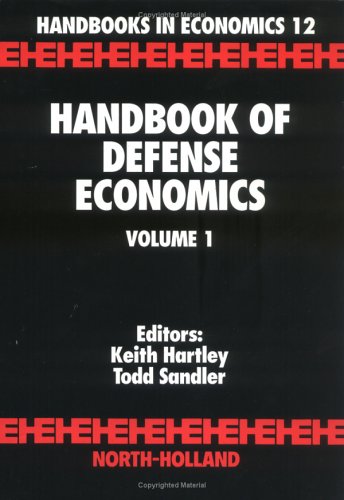 HANDBOOKS IN ECONOMICS 12
HANDBOOK OF
DEFENSE
ECONOMICS
VOLUME 1
Editors:
Keith Hartley
Todd Sandler
NORTH-HOLLAND